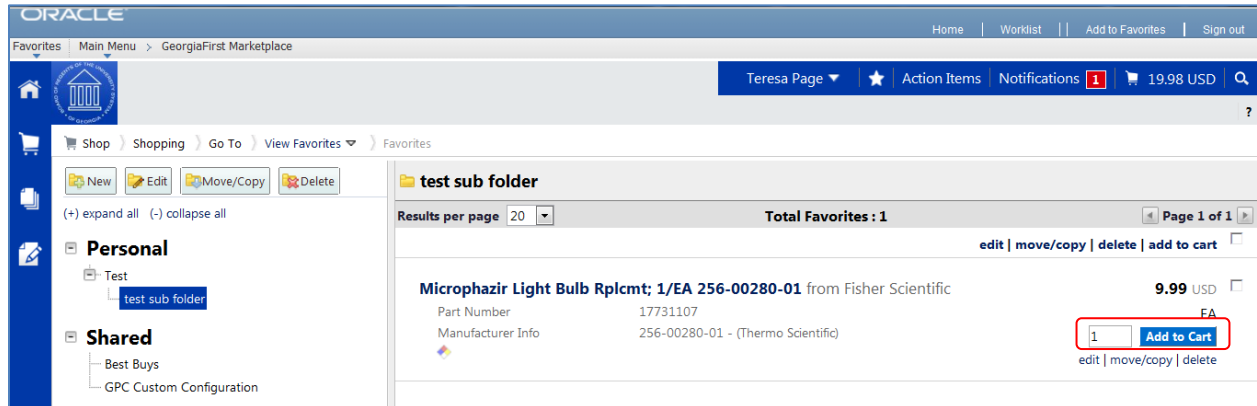 ORACLE
Home | Worklist | | Add to Favorites | Sign out
Favorites Main Menu > GeorgiaFirst Marketplace
Teresa Page Action Items Notifications 1 19.98 USD
?
Shop Shopping Go To View Favorites Favorites
New Edit Move/Copy Delete
(+) expand all (-) collapse all
Personal
Test
test sub folder
Shared
Best Buys
GPC Custom Configuration
test sub folder
Results per page 20 Total Favorites : 1 Page 1 of 1
edit | move/copy | delete | add to cart
Microphazir Light Bulb Rplcmt; 1/EA 256-00280-01 from Fisher Scientific 9.99 USD
Part Number 17731107 EA
Manufacturer Info 256-00280-01 - (Thermo Scientific) 1 Add to Cart
edit | move/copy | delete